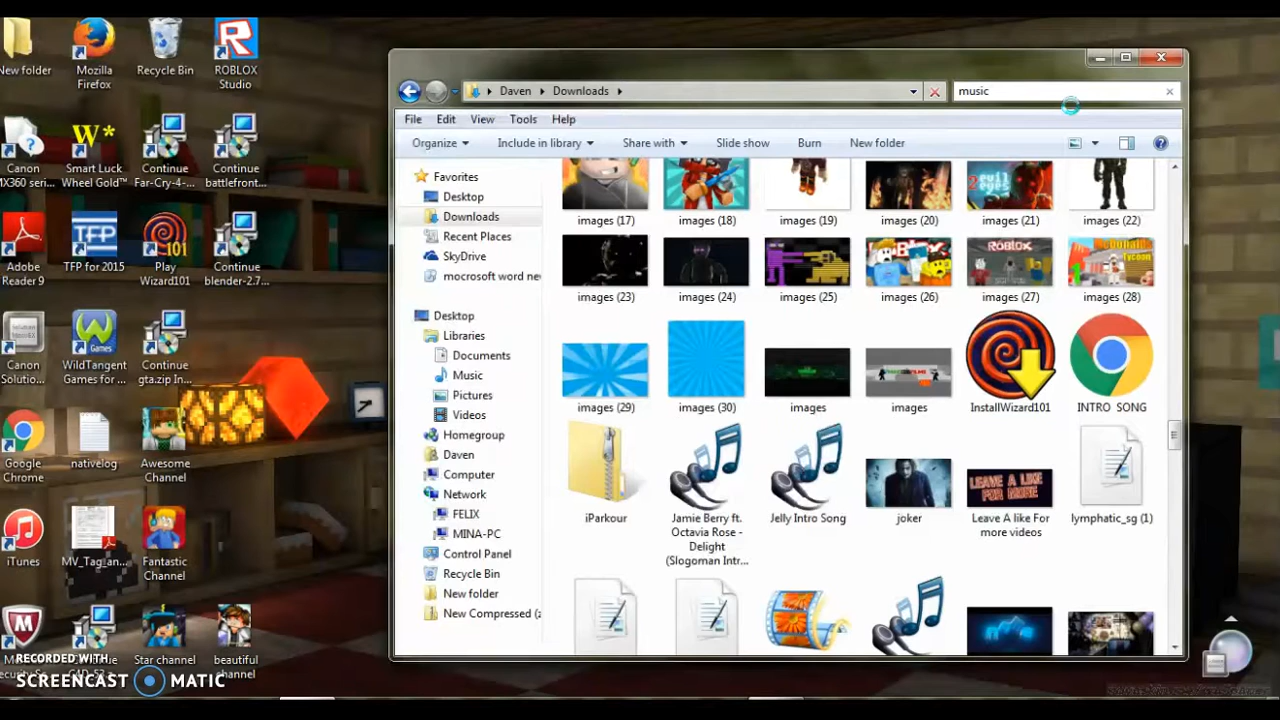 New folder
Mozilla
Firefox
Recycle Bin
ROBLOX
Studio
Canon
MX360 seri...
Smart Luck
Wheel Gold™
Continue
Far-Cry-4-...
Continue
battlefront...
Adobe
Reader 9
TFP
TFP for 2015
101
Play
Wizard101
Continue
blender-2.7...
Canon
Solutio...
WildTangent
Games for ...
Continue
gta.zip In...
Google
Chrome
nativelog
Awesome
Channel
iTunes
MV_Tag_an...
Fantastic
Channel
Star channel
beautiful
channel
RECORDED WITH
SCREENCAST MATIC
Daven
Downloads
music
File
Edit
View
Tools
Help
Organize
Include in library
Share with
Slide show
Burn
New folder
Favorites
Desktop
Downloads
Recent Places
SkyDrive
mocrosoft word ne
Desktop
Libraries
Documents
Music
Pictures
Videos
Homegroup
Daven
Computer
Network
FELIX
MINA-PC
Control Panel
Recycle Bin
New folder
New Compressed (z
images (17)
images (18)
images (19)
images (20)
images (21)
images (22)
images (23)
images (24)
images (25)
images (26)
images (27)
images (28)
images (29)
images (30)
images
images
InstallWizard101
INTRO SONG
iParkour
Jamie Berry ft.
Octavia Rose -
Delight
(Slogoman Intr...
Jelly Intro Song
joker
LEAVE A LIKE
FOR MORE
Leave A like For
more videos
lymphatic_sg (1)